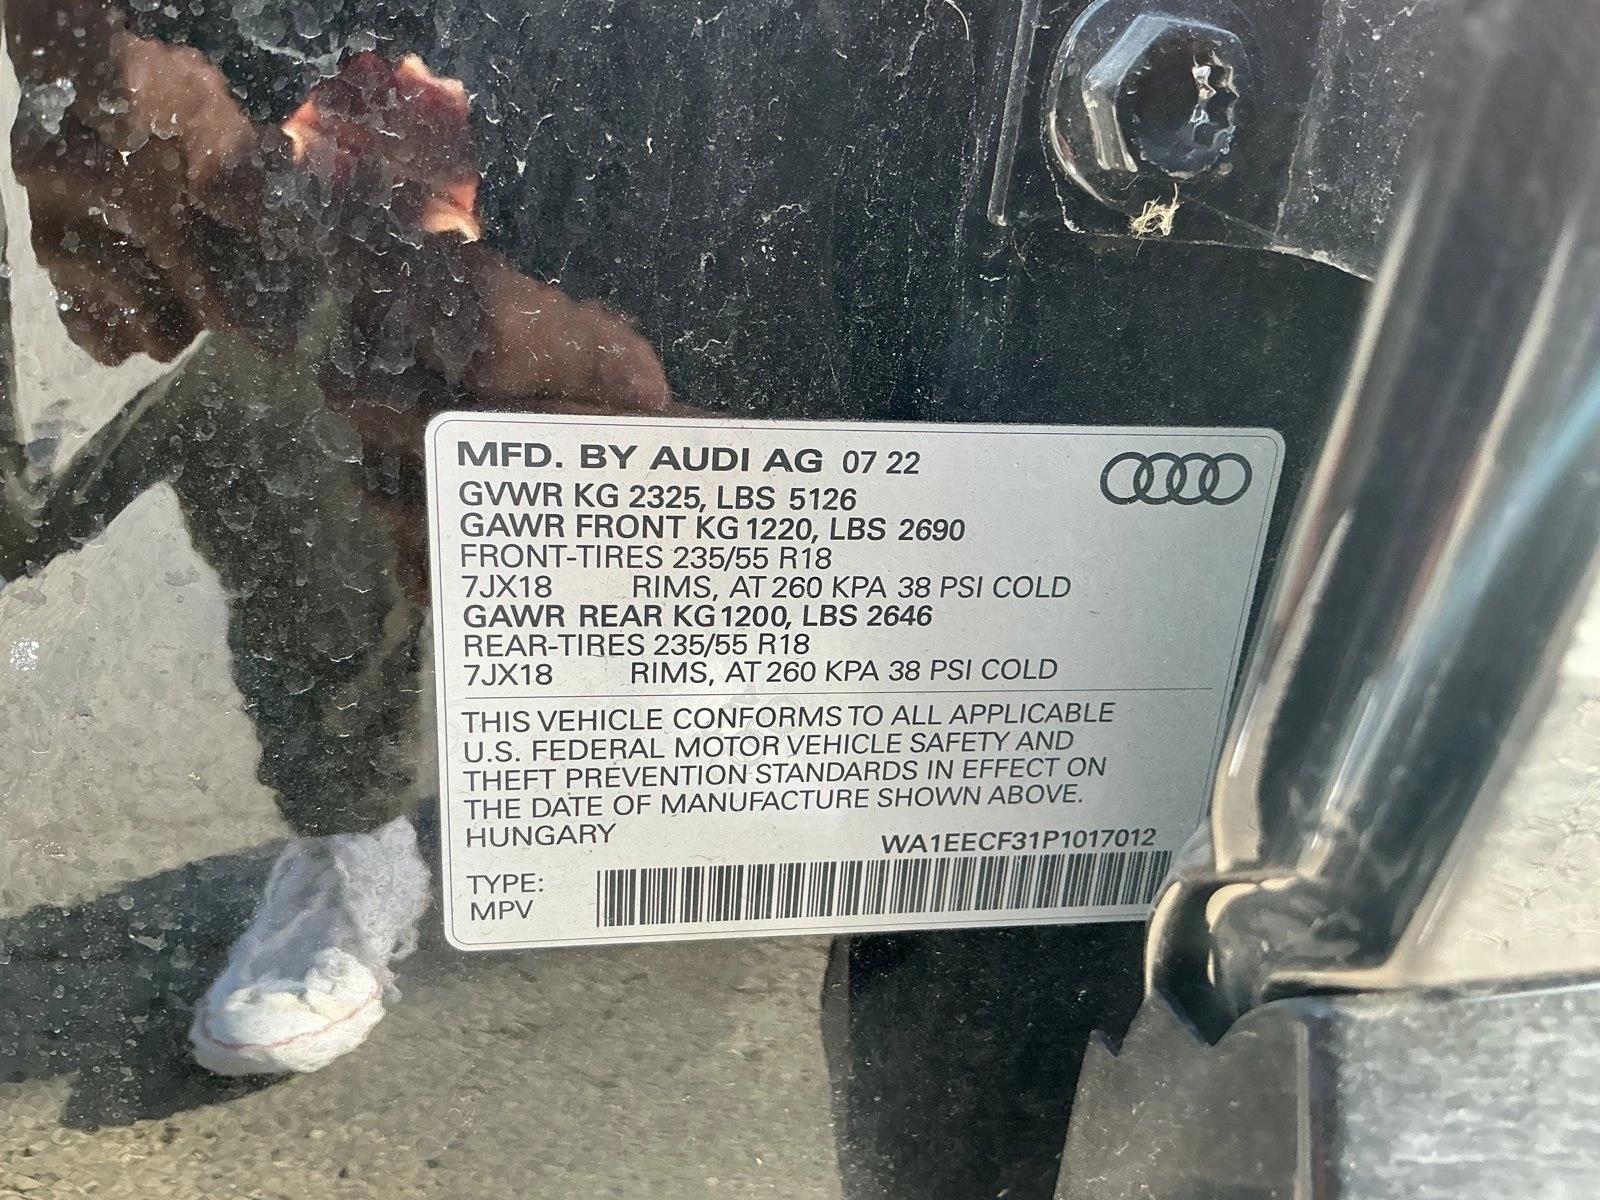 MFD. BY AUDI AG 07 22
GVWR KG 2325, LBS 5126
GAWR FRONT KG 1220, LBS 2690
FRONT-TIRES 235/55 R18
7JX18 RIMS, AT 260 KPA 38 PSI COLD
GAWR REAR KG 1200, LBS 2646
REAR-TIRES 235/55 R18
7JX18 RIMS, AT 260 KPA 38 PSI COLD
THIS VEHICLE CONFORMS TO ALL APPLICABLE
U.S. FEDERAL MOTOR VEHICLE SAFETY AND
THEFT PREVENTION STANDARDS IN EFFECT ON
THE DATE OF MANUFACTURE SHOWN ABOVE.
HUNGARY WA1EECF31P1017012
TYPE:
MPV